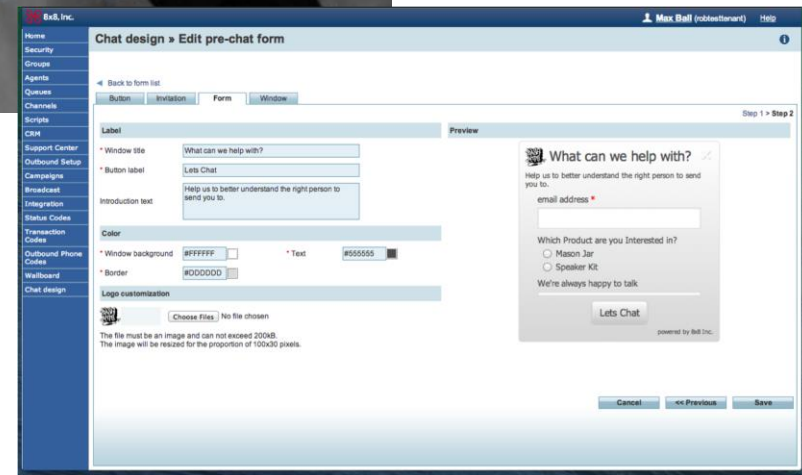 8x8, Inc.
Max Ball (robtesttenant) Help
Home
Security
Groups
Agents
Queues
Channels
Scripts
CRM
Support Center
Outbound Setup
Campaigns
Broadcast
Integration
Status Codes
Transaction
Codes
Outbound Phone
Codes
Wallboard
Chat design
Chat design » Edit pre-chat form
Back to form list
Button Invitation Form Window
Step 1 > Step 2
Label
* Window title What can we help with?
* Button label Lets Chat
Introduction text Help us to better understand the right person to
send you to.
Color
* Window background #FFFFFF * Text #555555
* Border #DDDDDD
Logo customization
Choose Files No file chosen
The file must be an image and can not exceed 200kB.
The image will be resized for the proportion of 100x30 pixels.
Preview
What can we help with?
Help us to better understand the right person to send
you to.
email address *
Which Product are you Interested in?
Mason Jar
Speaker Kit
We're always happy to talk
Lets Chat
powered by 8x8 Inc.
Cancel << Previous Save